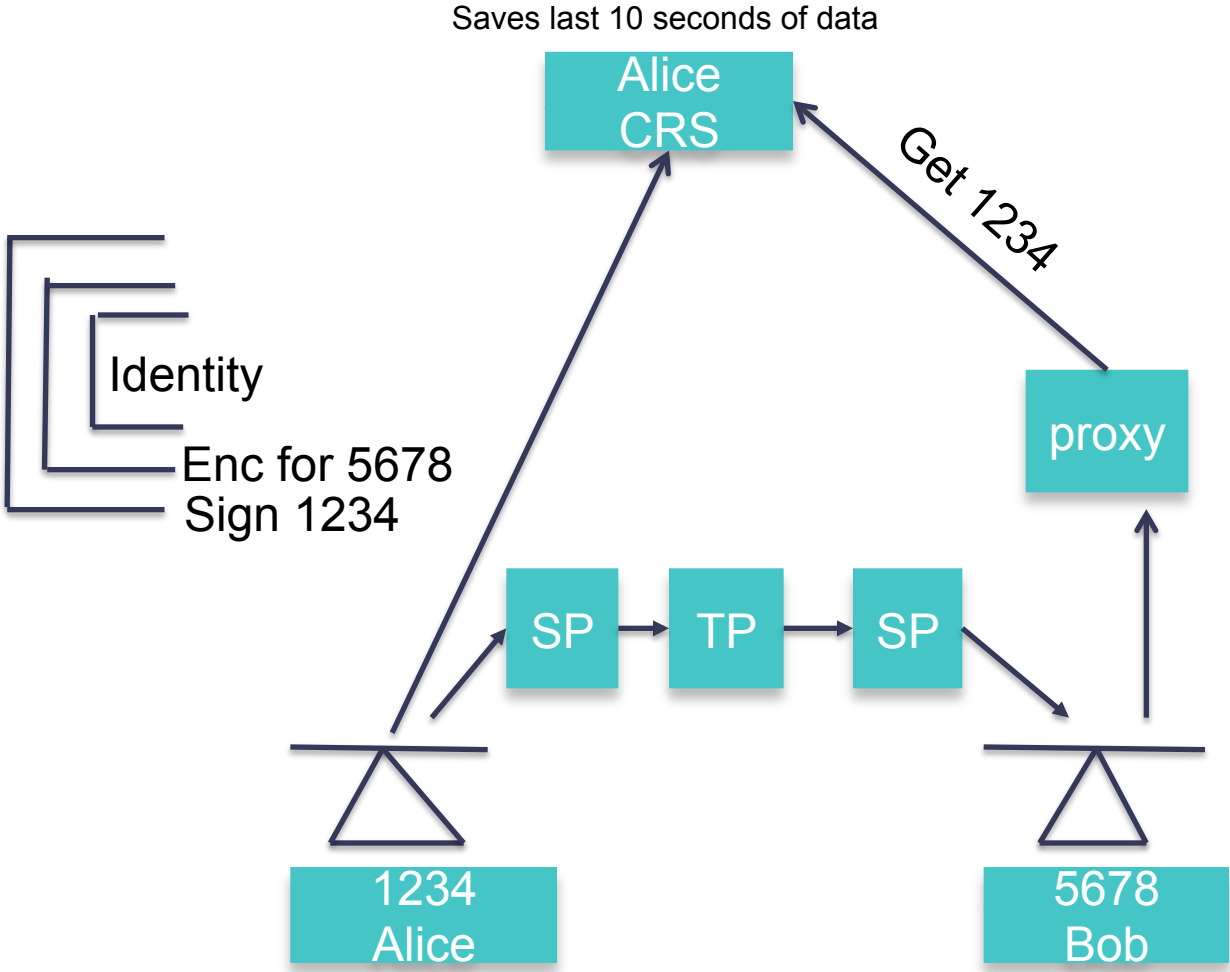 Saves last 10 seconds of data
Alice
CRS
Get 1234
Identity
Enc for 5678
Sign 1234
proxy
SP
TP
SP
1234
Alice
5678
Bob